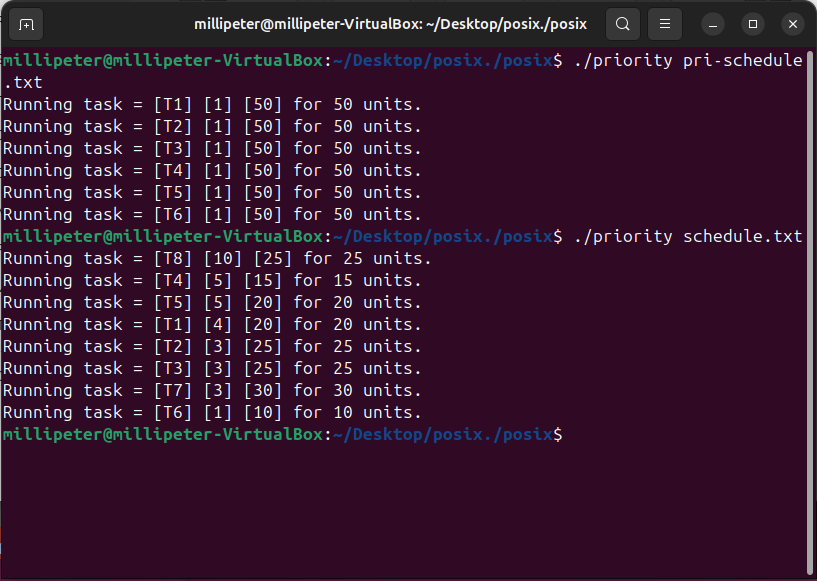 millipeter@millipeter-VirtualBox: ~/Desktop/posix./posix
millipeter@millipeter-VirtualBox:~/Desktop/posix./posix$ ./priority pri-schedule
.txt
Running task = [T1] [1] [50] for 50 units.
Running task = [T2] [1] [50] for 50 units.
Running task = [T3] [1] [50] for 50 units.
Running task = [T4] [1] [50] for 50 units.
Running task = [T5] [1] [50] for 50 units.
Running task = [T6] [1] [50] for 50 units.
millipeter@millipeter-VirtualBox:~/Desktop/posix./posix$ ./priority schedule.txt
Running task = [T8] [10] [25] for 25 units.
Running task = [T4] [5] [15] for 15 units.
Running task = [T5] [5] [20] for 20 units.
Running task = [T1] [4] [20] for 20 units.
Running task = [T2] [3] [25] for 25 units.
Running task = [T3] [3] [25] for 25 units.
Running task = [T7] [3] [30] for 30 units.
Running task = [T6] [1] [10] for 10 units.
millipeter@millipeter-VirtualBox:~/Desktop/posix./posix$